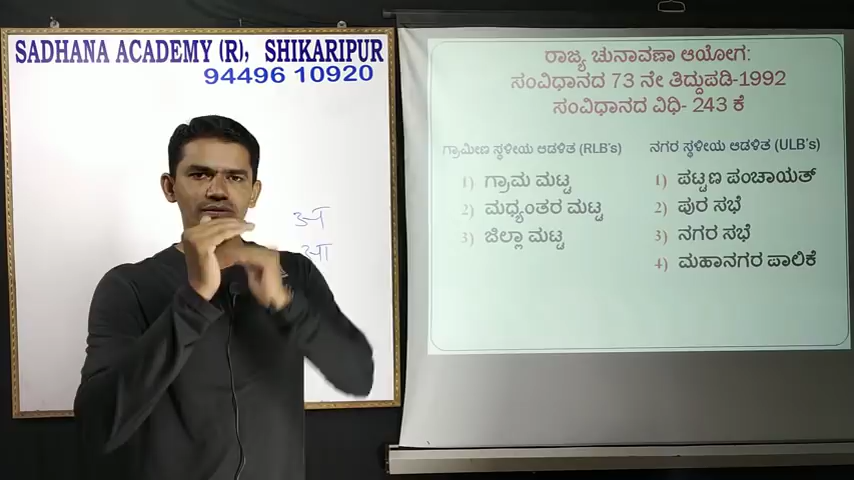 SADHANA ACADEMY (R), SHIKARIPUR
94496 10920
अ
आ
ರಾಜ್ಯ ಚುನಾವಣಾ ಆಯೋಗ:
ಸಂವಿಧಾನದ 73 ನೇ ತಿದ್ದುಪಡಿ-1992
ಸಂವಿಧಾನದ ವಿಧಿ- 243 ಕೆ
ಗ್ರಾಮೀಣ ಸ್ಥಳೀಯ ಆಡಳಿತ (RLB's)
1) ಗ್ರಾಮ ಮಟ್ಟ
2) ಮಧ್ಯಂತರ ಮಟ್ಟ
3) ಜಿಲ್ಲಾ ಮಟ್ಟ
ನಗರ ಸ್ಥಳೀಯ ಆಡಳಿತ (ULB's)
1) ಪಟ್ಟಣ ಪಂಚಾಯತ್
2) ಪುರ ಸಭೆ
3) ನಗರ ಸಭೆ
4) ಮಹಾನಗರ ಪಾಲಿಕೆ